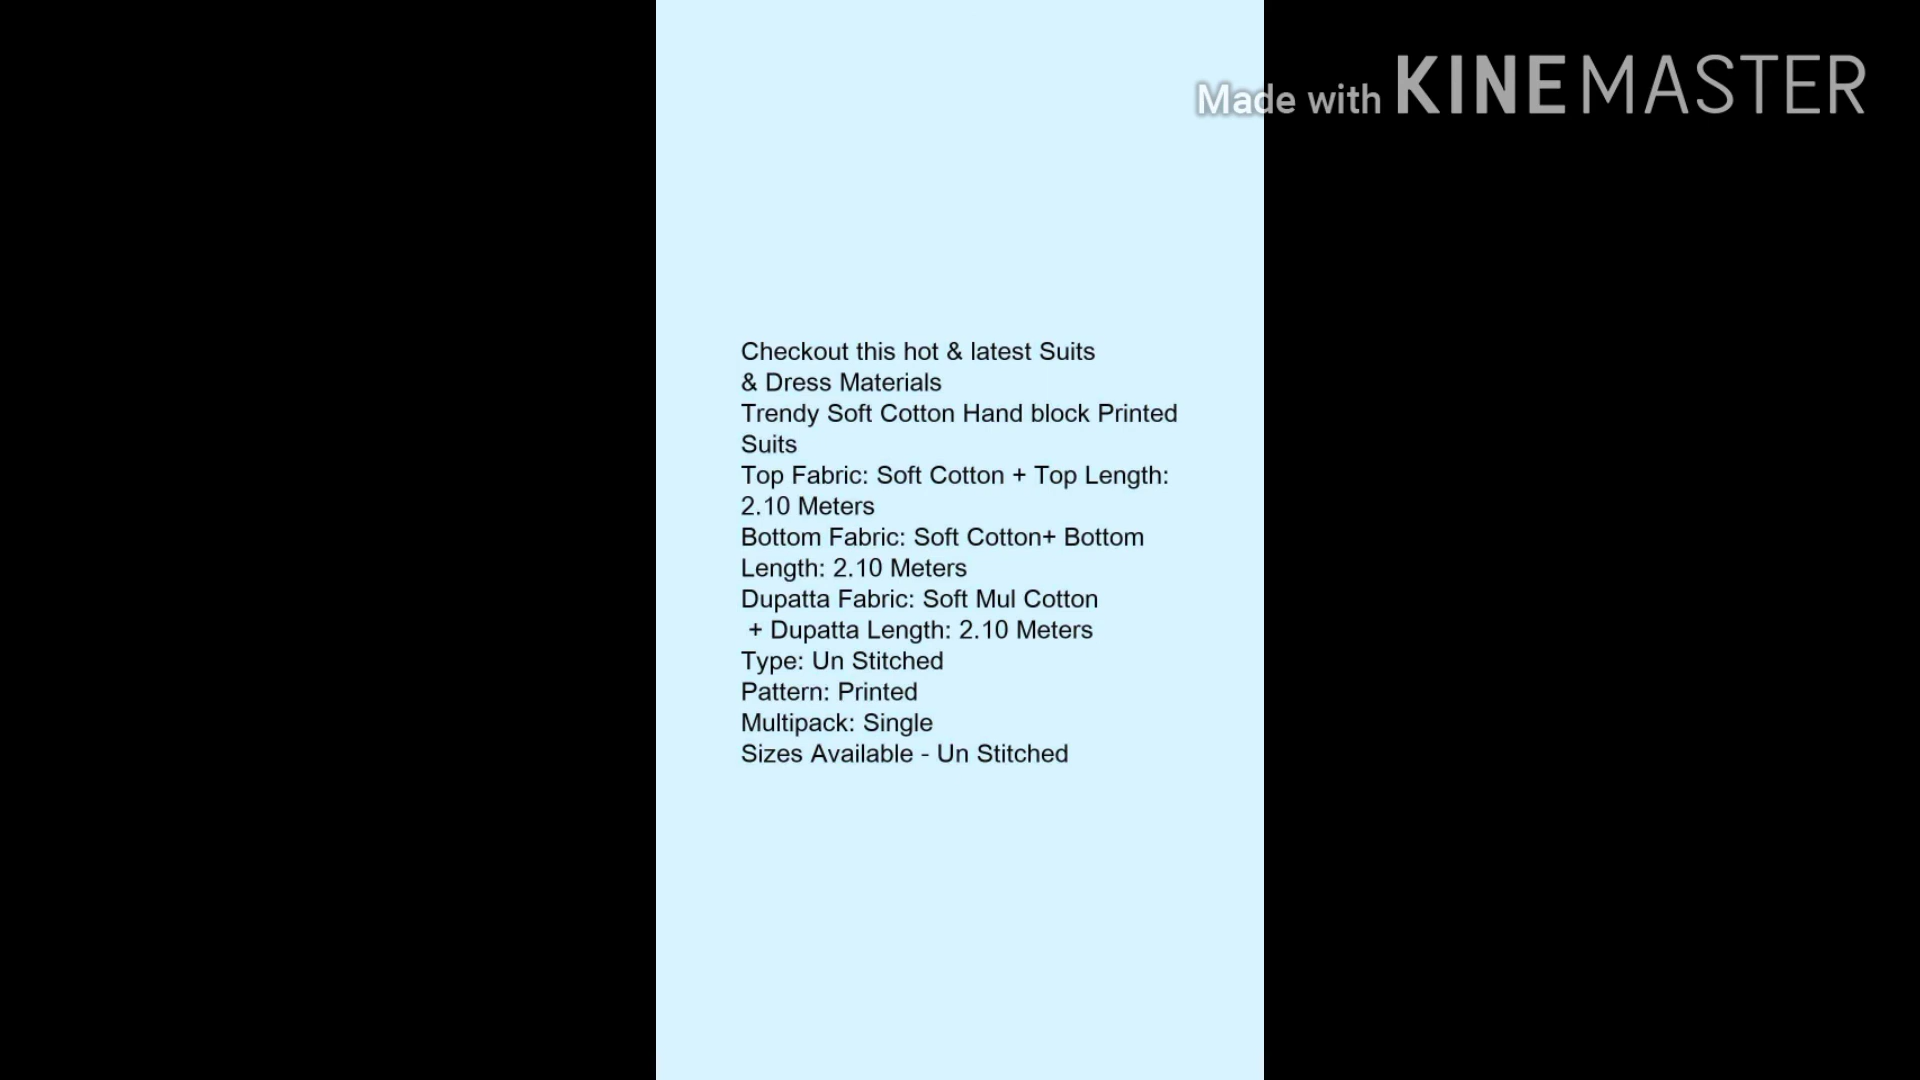 Made with KINEMASTER
Checkout this hot & latest Suits
& Dress Materials
Trendy Soft Cotton Hand block Printed
Suits
Top Fabric: Soft Cotton + Top Length:
2.10 Meters
Bottom Fabric: Soft Cotton+ Bottom
Length: 2.10 Meters
Dupatta Fabric: Soft Mul Cotton
+ Dupatta Length: 2.10 Meters
Type: Un Stitched
Pattern: Printed
Multipack: Single
Sizes Available - Un Stitched